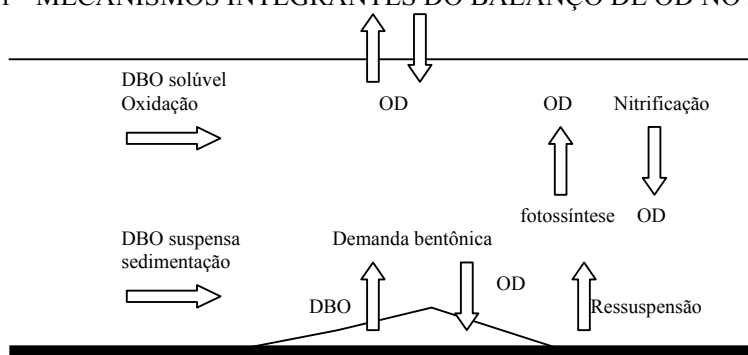 MECANISMOS INTEGRANTES DO BALANÇO DE OD NO
DBO solúvel
Oxidação
OD
OD
Nitrificação
fotossíntese
OD
DBO suspensa
sedimentação
Demanda bentônica
OD
DBO
Ressuspensão